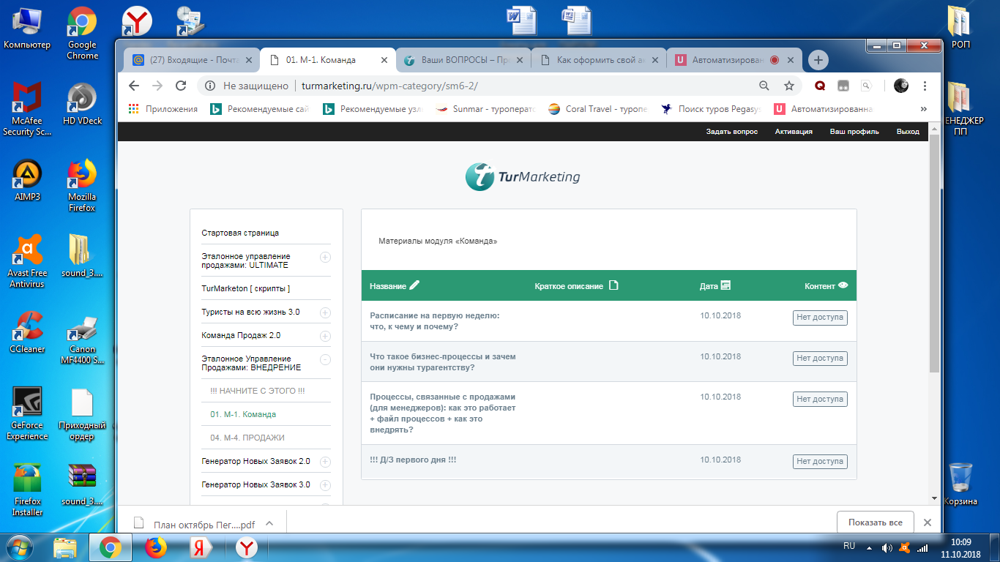 Компьютер
Google
Chrome
McAfee
Security Sc...
HD VDeck
AIMP3
Mozilla
Firefox
Avast Free
Antivirus
sound_3....
CCleaner
Canon
MF4400 S...
GeForce
Experience
Приходный
ордер
Firefox
Installer
sound_3....
РОП
ЕНЕДЖЕР
ПП
Корзина
(27) Входящие - Почта
01. М-1. Команда
Ваши ВОПРОСЫ – Пр
Как оформить свой а
Автоматизирован
Не защищено | turmarketing.ru/wpm-category/sm6-2/
Приложения
Рекомендуемые сай
Рекомендуемые узл
Sunmar - туроперато
Coral Travel - туропе
Поиск туров Pegasy
Автоматизированна
»
Задать вопрос
Активация
Ваш профиль
Выход
TurMarketing
Стартовая страница
Эталонное управление
продажами: ULTIMATE
TurMarketon [ скрипты ]
Туристы на всю жизнь 3.0
Команда Продаж 2.0
Эталонное Управление
Продажами: ВНЕДРЕНИЕ
!!! НАЧНИТЕ С ЭТОГО !!!
01. М-1. Команда
04. М-4. ПРОДАЖИ
Генератор Новых Заявок 2.0
Генератор Новых Заявок 3.0
Материалы модуля «Команда»
Название
Краткое описание
Дата
Контент
Расписание на первую неделю:
что, к чему и почему?
10.10.2018
Нет доступа
Что такое бизнес-процессы и зачем
они нужны турагентству?
10.10.2018
Нет доступа
Процессы, связанные с продажами
(для менеджеров): как это работает
+ файл процессов + как это
внедрять?
10.10.2018
Нет доступа
!!! Д/З первого дня !!!
10.10.2018
Нет доступа
План октябрь Пег....pdf
Показать все
RU
10:09
11.10.2018